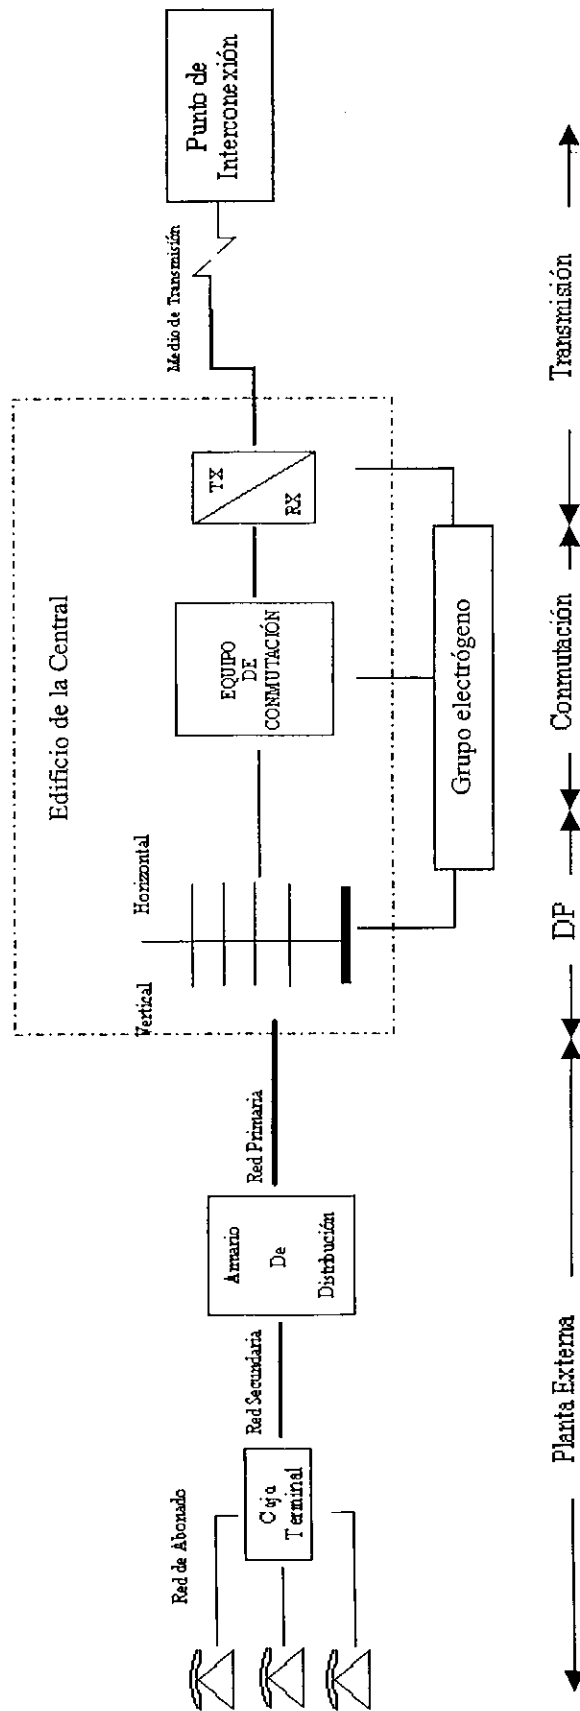 Edificio de la Central
Punto de
Interconexión
Medio de Transmisión
TX
RX
EQUIPO
DE
CONMUTACIÓN
Horizontal
Vertical
Red Primaria
Armario
De
Distribución
Red Secundaria
Caja
Terminal
Red de Abonado
Grupo electrógeno
Planta Externa
DP
Conmutación
Transmisión